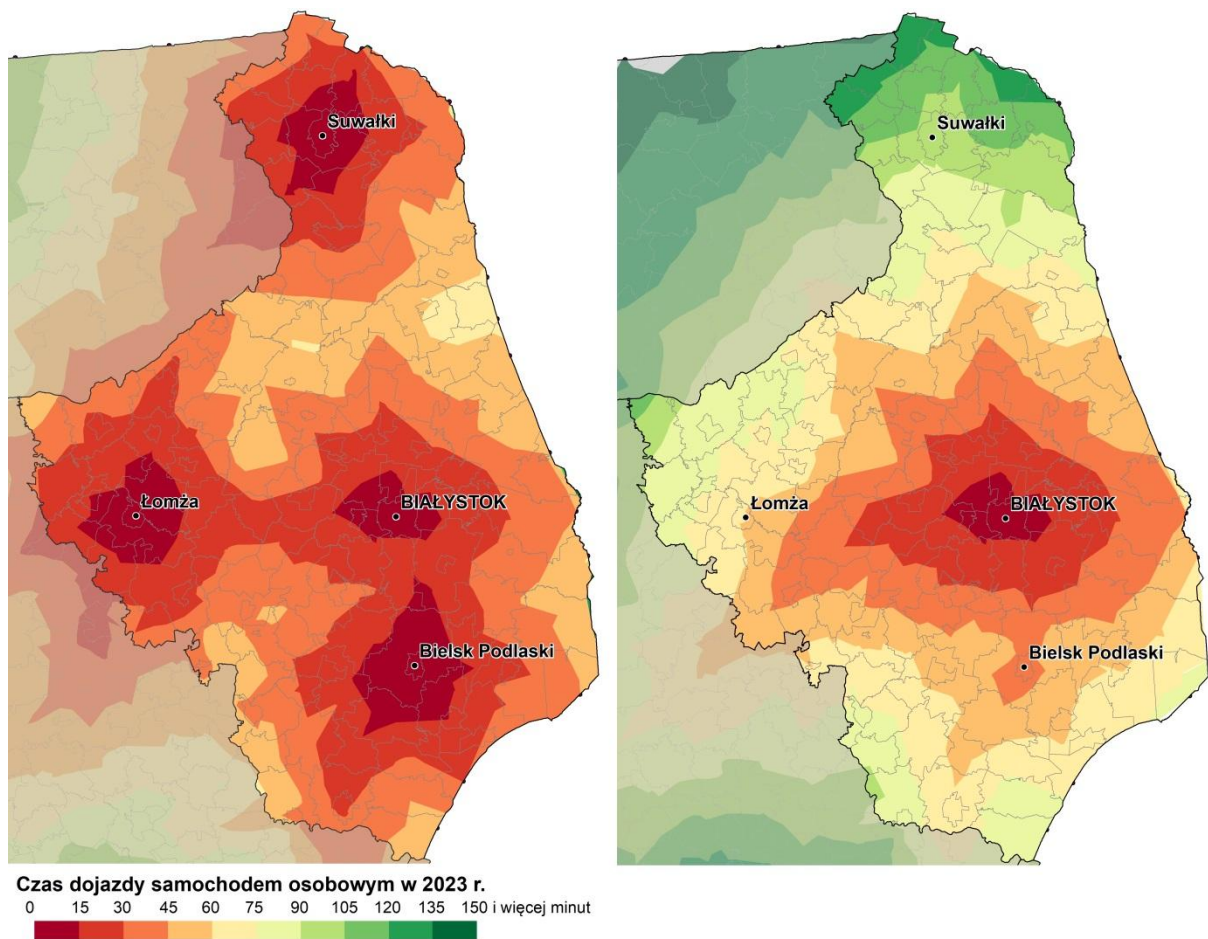 Suwałki
Suwałki
Łomża
BIAŁYSTOK
Łomża
BIAŁYSTOK
Bielsk Podlaski
Bielsk Podlaski
Czas dojazdy samochodem osobowym w 2023 r.
0 15 30 45 60 75 90 105 120 135 150 i więcej minut